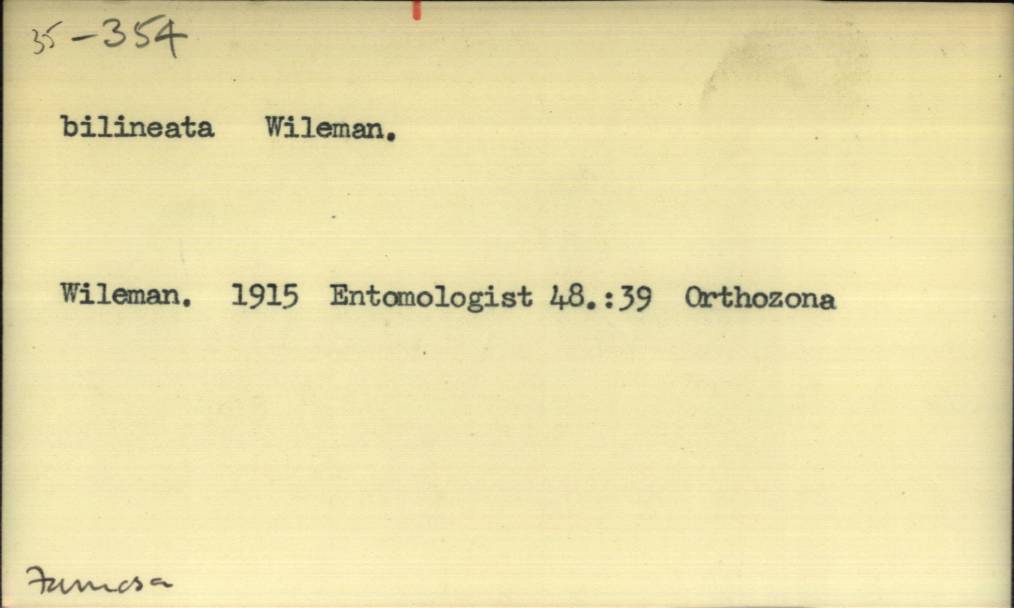 35-354
bilineata Wileman.
Wileman. 1915 Entomologist 48.:39 Orthozona
Formosa